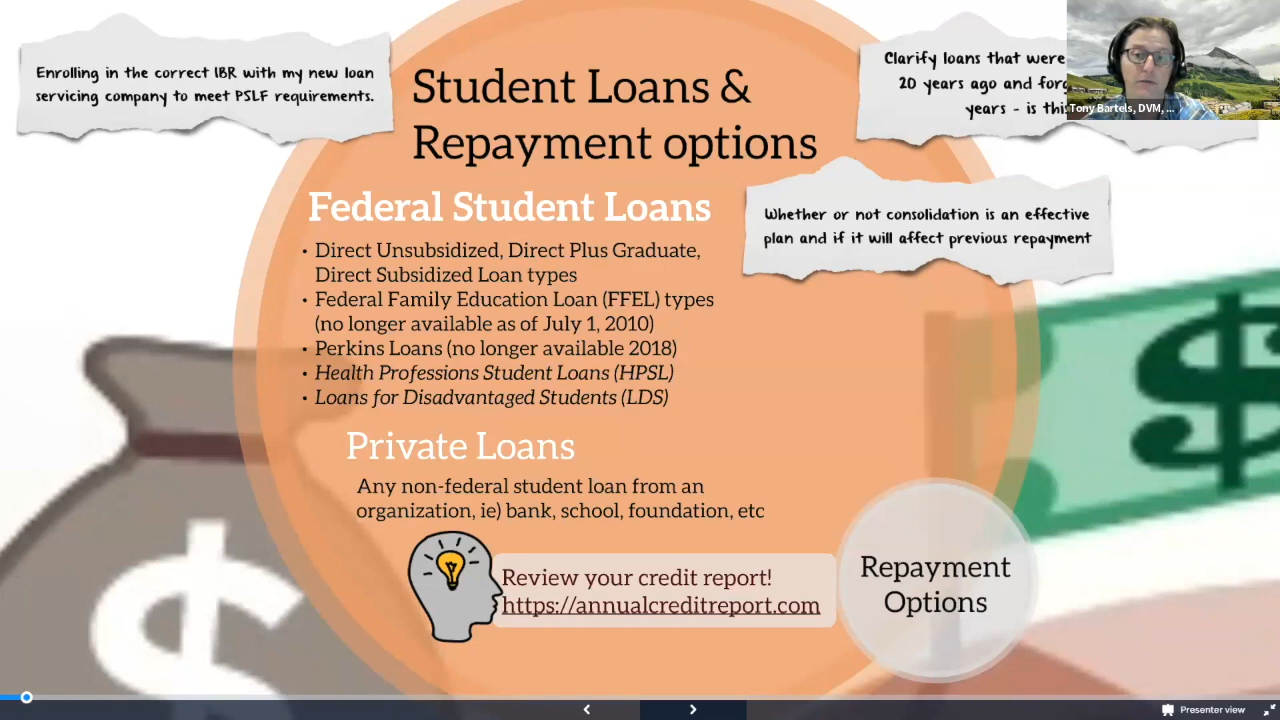 Enrolling in the correct IBR with my new loan
servicing company to meet PSLF requirements.
Student Loans &
Repayment options
Clarify loans that were
20 years ago and
years - is
Tony Bartels, DVM, ...
Federal Student Loans
Whether or not consolidation is an effective
plan and if it will affect previous repayment
• Direct Unsubsidized, Direct Plus Graduate,
Direct Subsidized Loan types
• Federal Family Education Loan (FFEL) types
(no longer available as of July 1, 2010)
• Perkins Loans (no longer available 2018)
• Health Professions Student Loans (HPSL)
• Loans for Disadvantaged Students (LDS)
Private Loans
Any non-federal student loan from an
organization, ie) bank, school, foundation, etc
Review your credit report!
https://annualcreditreport.com
Repayment
Options
Presenter view